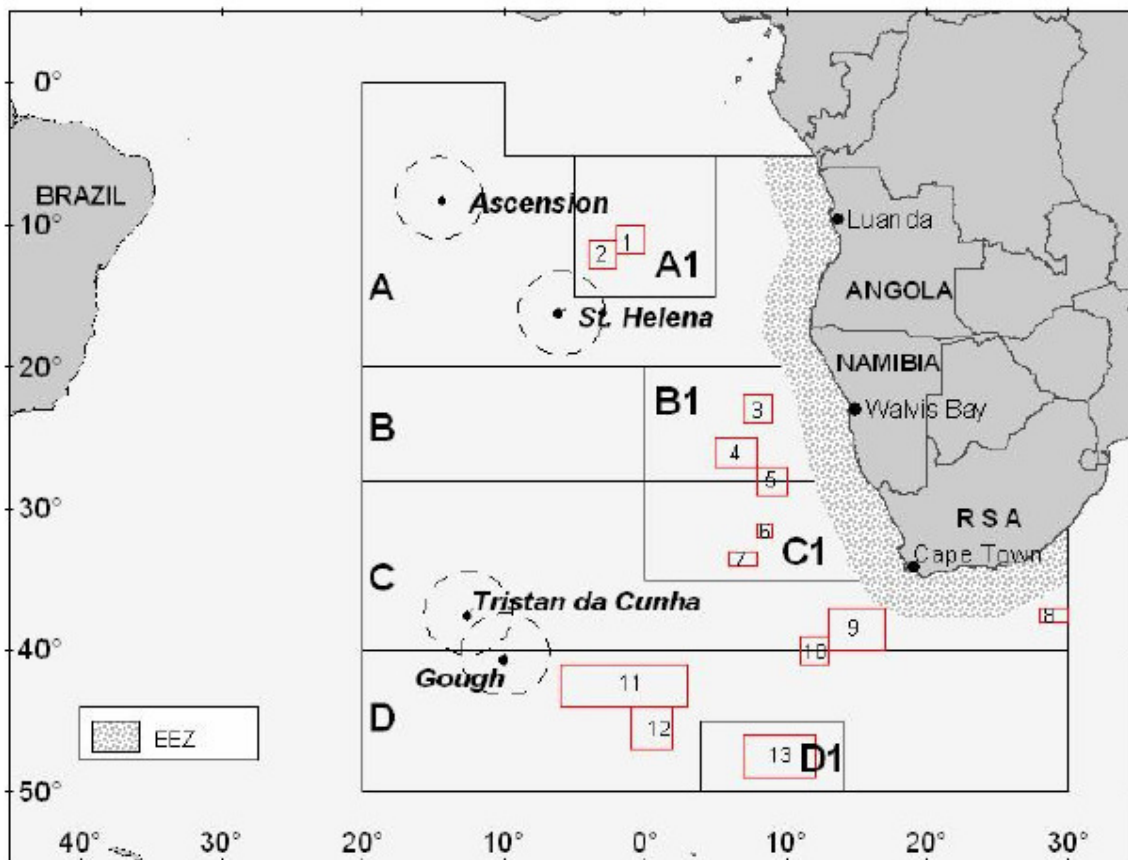 0°
BRAZIL
Ascension
10°
Luanda
1
2
A1
A
ANGOLA
St. Helena
20°
NAMIBIA
B1
3
Walvis Bay
B
4
5
30°
R S A
6
7
C1
Cape Town
C
Tristan da Cunha
8
9
40°
10
Gough
11
D
12
EEZ
13
D1
50°
40° 30° 20° 10° 0° 10° 20° 30°